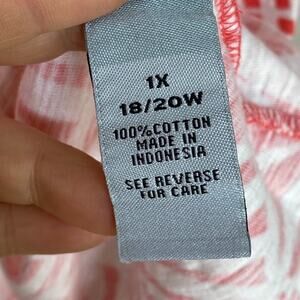 1X
18/20W
100%COTTON
MADE IN
INDONESIA
SEE REVERSE
FOR CARE